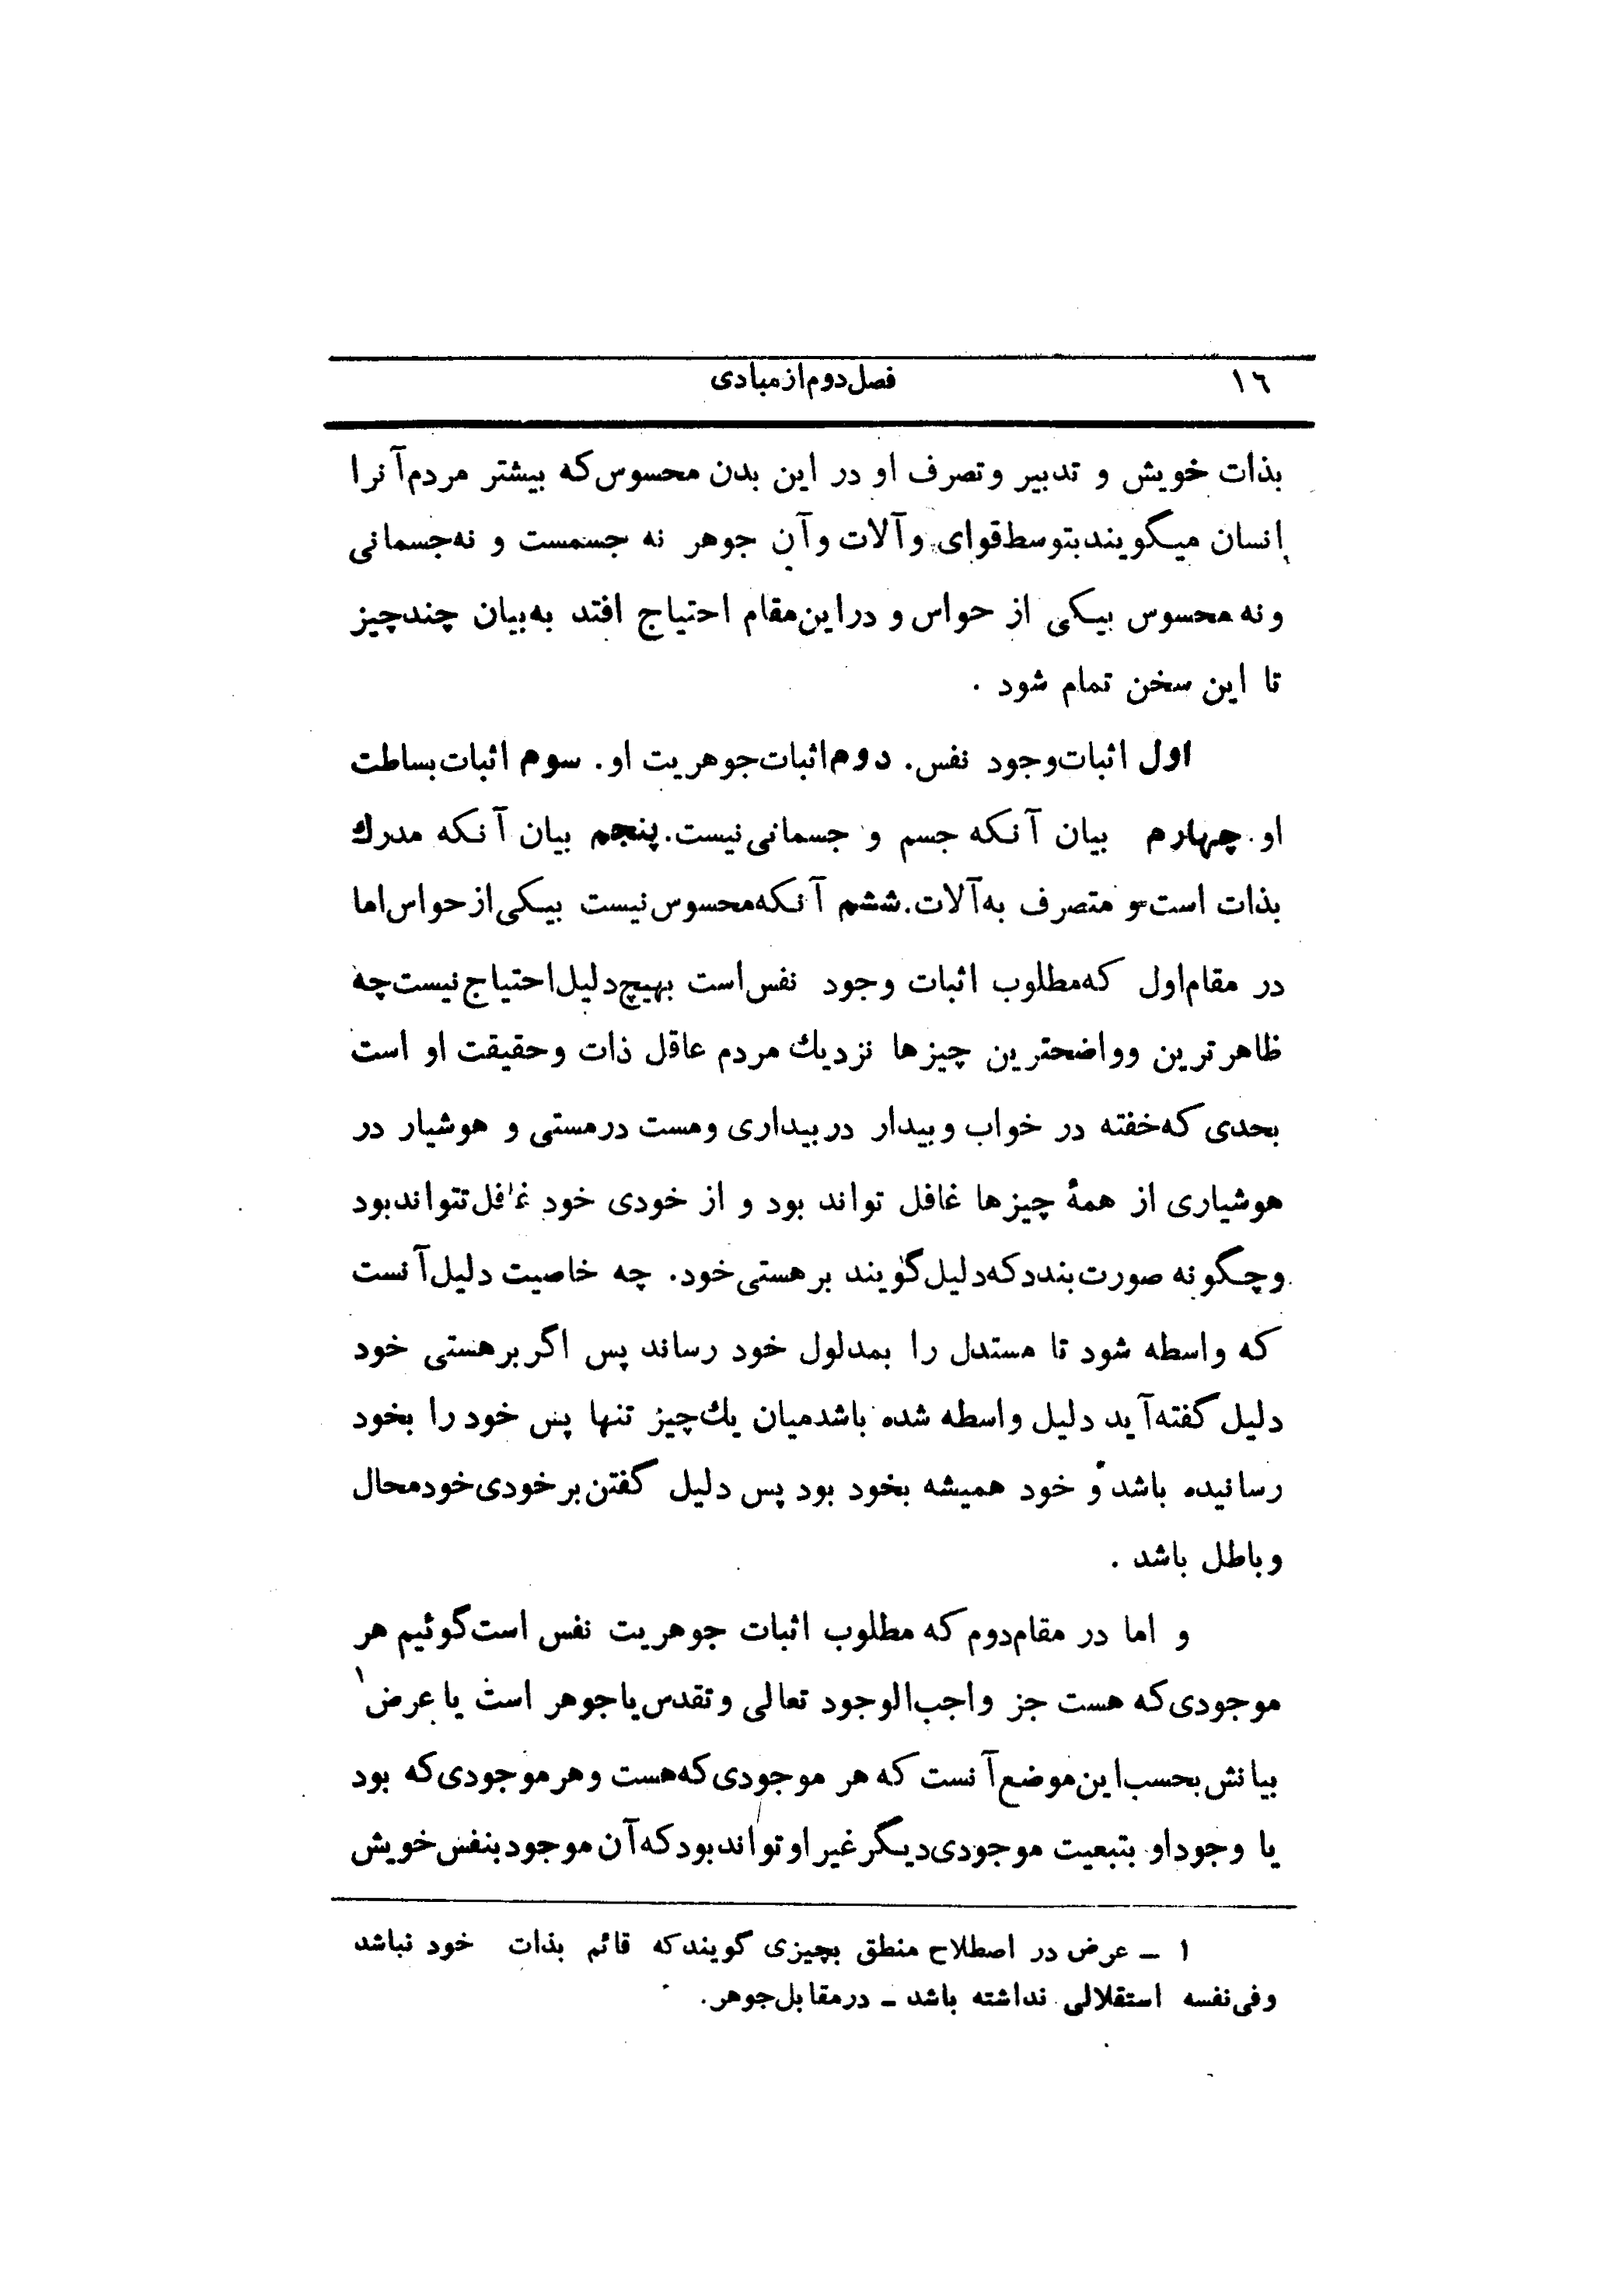 ۱٦ فصل دوم از مبادی
بذات خویش و تدبیر و تصرف او در این بدن محسوس که بیشتر مردم آنرا
انسان میگویند بتوسط قوای و آلات و آن جوهر نه جسمست و نه جسمانی
و نه محسوس بیکی از حواس و در این مقام احتیاج افتد به بیان چند چیز
تا این سخن تمام شود .
اول اثبات وجود نفس. دوم اثبات جوهریت او. سوم اثبات بساطت
او. چهارم بیان آنکه جسم و جسمانی نیست. پنجم بیان آنکه مدرك
بذات است و متصرف به آلات. ششم آنکه محسوس نیست بیکی از حواس اما
در مقام اول که مطلوب اثبات وجود نفس است بهیچ دلیل احتیاج نیست چه
ظاهر ترین و واضحترین چیزها نزدیك مردم عاقل ذات و حقیقت او است
بحدی که خفته در خواب و بیدار در بیداری و مست در مستی و هوشیار در
هوشیاری از همهٔ چیزها غافل تواند بود و از خودی خود غافل نتواند بود
و چگونه صورت بندد که دلیل گویند بر هستی خود. چه خاصیت دلیل آنست
که واسطه شود تا مستدل را بمدلول خود رساند پس اگر بر هستی خود
دلیل گفته آید دلیل واسطه شده باشد میان یك چیز تنها پس خود را بخود
رسانیده باشد و خود همیشه بخود بود پس دلیل گفتن بر خودی خود محال
و باطل باشد .
و اما در مقام دوم که مطلوب اثبات جوهریت نفس است گوئیم هر
موجودی که هست جز واجب الوجود تعالی و تقدس یا جوهر است یا عرض۱
بیانش بحسب این موضع آنست که هر موجودی که هست و هر موجودی که بود
یا وجود او بتبعیت موجودی دیگر غیر او تواند بود که آن موجود بنفس خویش
۱ ـ عرض در اصطلاح منطق بچیزی گویند که قائم بذات خود نباشد
و فی نفسه استقلالی نداشته باشد ـ در مقابل جوهر.